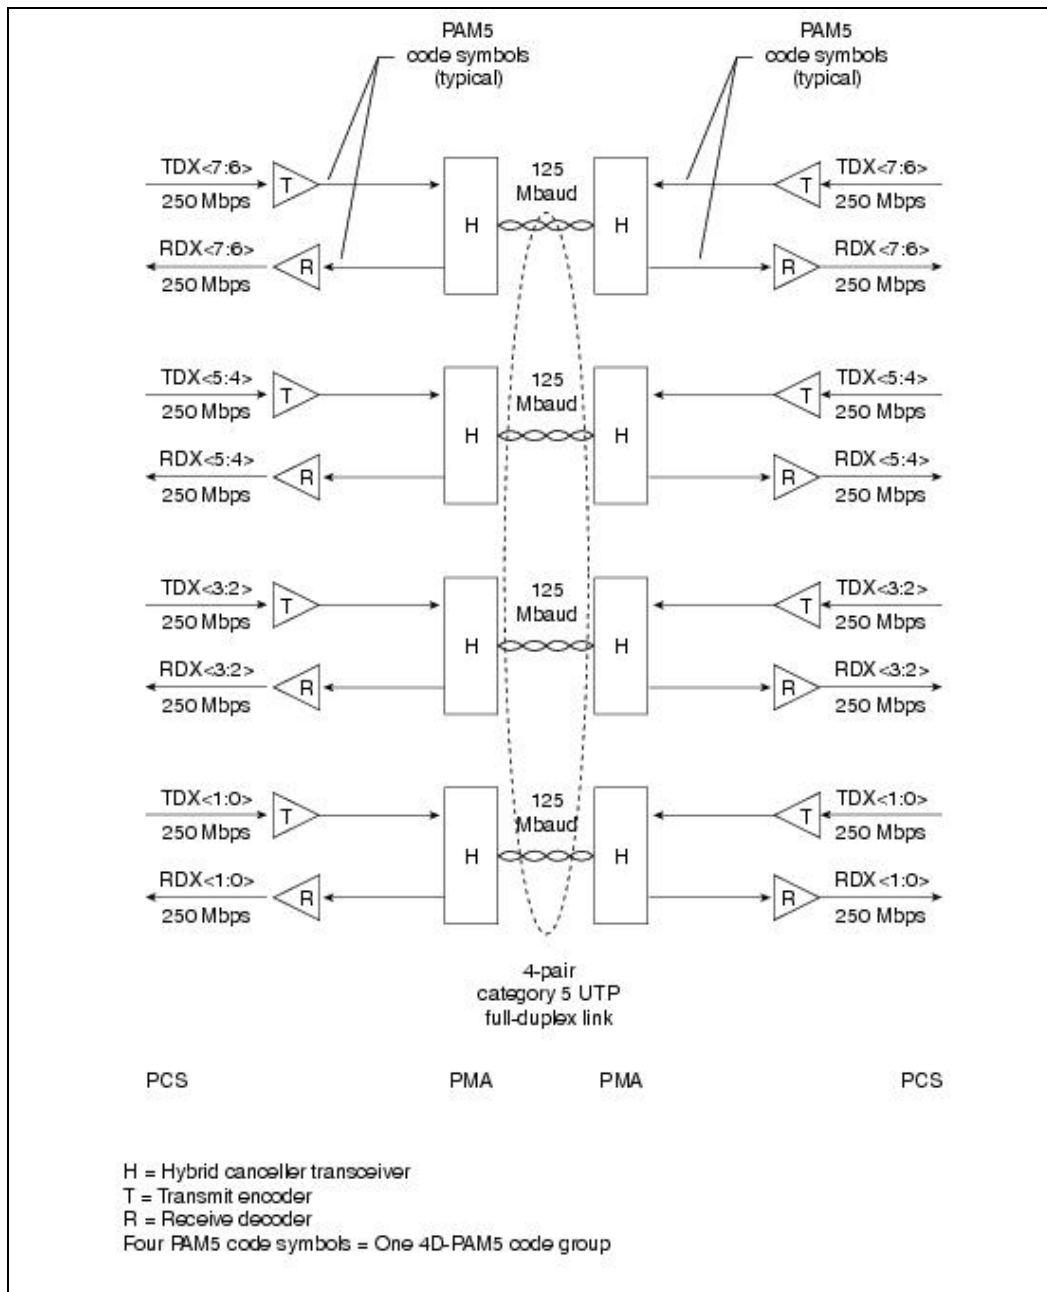 PAM5
code symbols
(typical)
PAM5
code symbols
(typical)
TDX<7:6>
250 Mbps
T
RDX<7:6>
250 Mbps
R
H
125
Mbaud
H
T
TDX<7:6>
250 Mbps
R
RDX<7:6>
250 Mbps
TDX<5:4>
250 Mbps
T
RDX<5:4>
250 Mbps
R
H
125
Mbaud
H
T
TDX<5:4>
250 Mbps
R
RDX<5:4>
250 Mbps
TDX<3:2>
250 Mbps
T
RDX<3:2>
250 Mbps
R
H
125
Mbaud
H
T
TDX<3:2>
250 Mbps
R
RDX<3:2>
250 Mbps
TDX<1:0>
250 Mbps
T
RDX<1:0>
250 Mbps
R
H
125
Mbaud
H
T
TDX<1:0>
250 Mbps
R
RDX<1:0>
250 Mbps
4-pair
category 5 UTP
full-duplex link
PCS PMA PMA PCS
H = Hybrid canceller transceiver
T = Transmit encoder
R = Receive decoder
Four PAM5 code symbols = One 4D-PAM5 code group